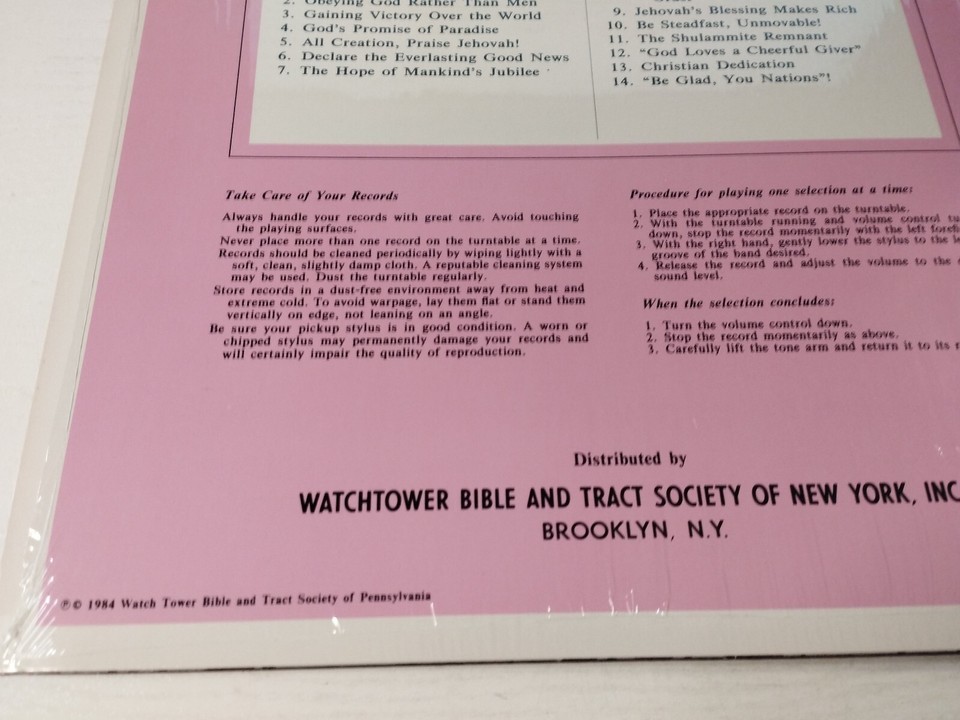 2. Obeying God Rather Than Men
3. Gaining Victory Over the World
4. God's Promise of Paradise
5. All Creation, Praise Jehovah!
6. Declare the Everlasting Good News
7. The Hope of Mankind's Jubilee
9. Jehovah's Blessing Makes Rich
10. Be Steadfast, Unmovable!
11. The Shulammite Remnant
12. "God Loves a Cheerful Giver"
13. Christian Dedication
14. "Be Glad, You Nations"!
Take Care of Your Records
Always handle your records with great care. Avoid touching
the playing surfaces.
Never place more than one record on the turntable at a time.
Records should be cleaned periodically by wiping lightly with a
soft, clean, slightly damp cloth. A reputable cleaning system
may be used. Dust the turntable regularly.
Store records in a dust-free environment away from heat and
extreme cold. To avoid warpage, lay them flat or stand them
vertically on edge, not leaning on an angle.
Be sure your pickup stylus is in good condition. A worn or
chipped stylus may permanently damage your records and
will certainly impair the quality of reproduction.
Procedure for playing one selection at a time:
1. Place the appropriate record on the turntable.
2. With the turntable running and volume control
down, stop the record momentarily with the left
3. With the right hand, gently lower the stylus to the
groove of the band desired.
4. Release the record and adjust the volume to the
sound level.
When the selection concludes:
1. Turn the volume control down.
2. Stop the record momentarily as above.
3. Carefully lift the tone arm and return it to its
Distributed by
WATCHTOWER BIBLE AND TRACT SOCIETY OF NEW YORK, INC
BROOKLYN, N.Y.
℗ © 1984 Watch Tower Bible and Tract Society of Pennsylvania